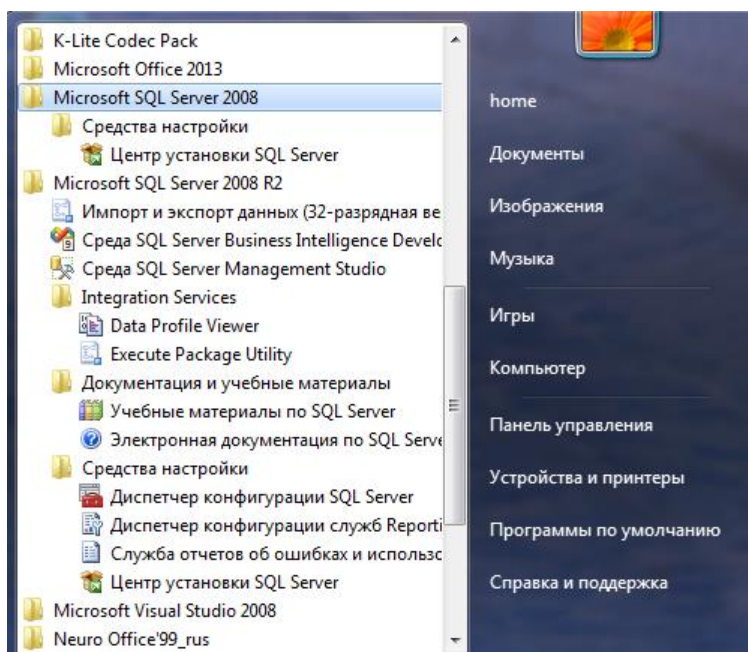 K-Lite Codec Pack
Microsoft Office 2013
Microsoft SQL Server 2008
Средства настройки
Центр установки SQL Server
Microsoft SQL Server 2008 R2
Импорт и экспорт данных (32-разрядная ве
Среда SQL Server Business Intelligence Develo
Среда SQL Server Management Studio
Integration Services
Data Profile Viewer
Execute Package Utility
Документация и учебные материалы
Учебные материалы по SQL Server
Электронная документация по SQL Serve
Средства настройки
Диспетчер конфигурации SQL Server
Диспетчер конфигурации служб Reporti
Служба отчетов об ошибках и использо
Центр установки SQL Server
Microsoft Visual Studio 2008
Neuro Office'99_rus
home
Документы
Изображения
Музыка
Игры
Компьютер
Панель управления
Устройства и принтеры
Программы по умолчанию
Справка и поддержка